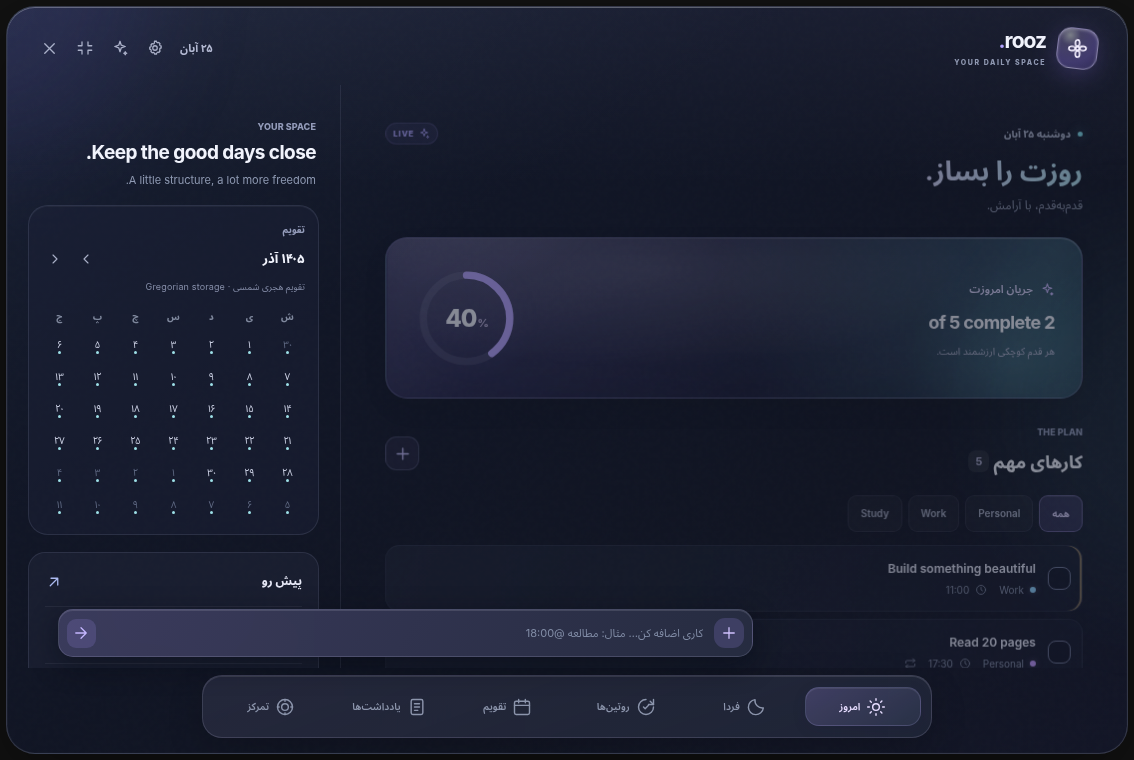 .rooz
YOUR DAILY SPACE
۲۵ آبان
دوشنبه ۲۵ آبان
LIVE
روزت را بساز.
قدم‌به‌قدم، با آرامش.
جریان امروزت
of 5 complete 2
هر قدم کوچکی ارزشمند است.
40%
THE PLAN
کارهای مهم 5
همه
Personal
Work
Study
Build something beautiful
Work 11:00
Read 20 pages
Personal 17:30
YOUR SPACE
.Keep the good days close
.A little structure, a lot more freedom
تقویم
۱۴۰۵ آذر
تقویم هجری شمسی · Gregorian storage
ش ی د س چ پ ج
۳۰ ۱ ۲ ۳ ۴ ۵ ۶
۷ ۸ ۹ ۱۰ ۱۱ ۱۲ ۱۳
۱۴ ۱۵ ۱۶ ۱۷ ۱۸ ۱۹ ۲۰
۲۱ ۲۲ ۲۳ ۲۴ ۲۵ ۲۶ ۲۷
۲۸ ۲۹ ۳۰ ۱ ۲ ۳ ۴
۵ ۶ ۷ ۸ ۹ ۱۰ ۱۱
پیش رو
کاری اضافه کن... مثال: مطالعه @18:00
امروز
فردا
روتین‌ها
تقویم
یادداشت‌ها
تمرکز